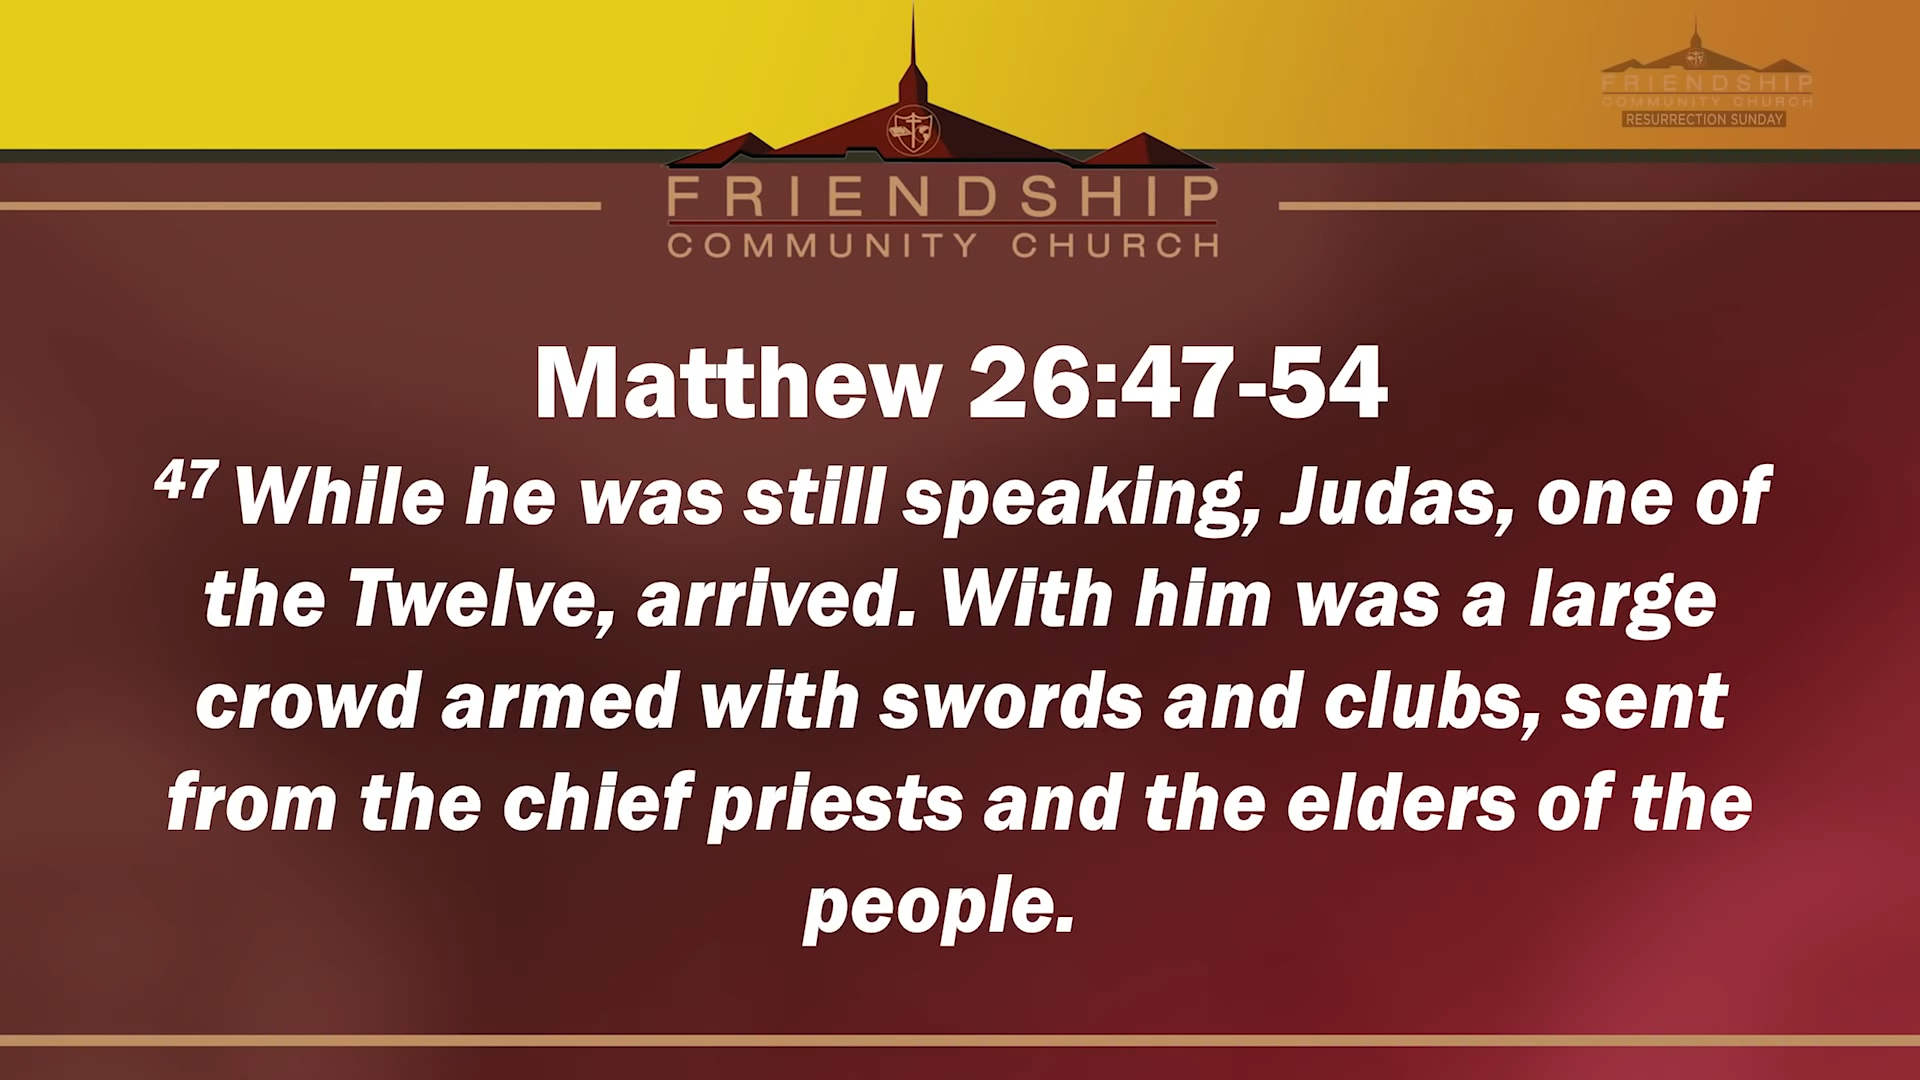 FRIENDSHIP
COMMUNITY CHURCH
RESURRECTION SUNDAY
FRIENDSHIP
COMMUNITY CHURCH
Matthew 26:47-54
47 While he was still speaking, Judas, one of
the Twelve, arrived. With him was a large
crowd armed with swords and clubs, sent
from the chief priests and the elders of the
people.